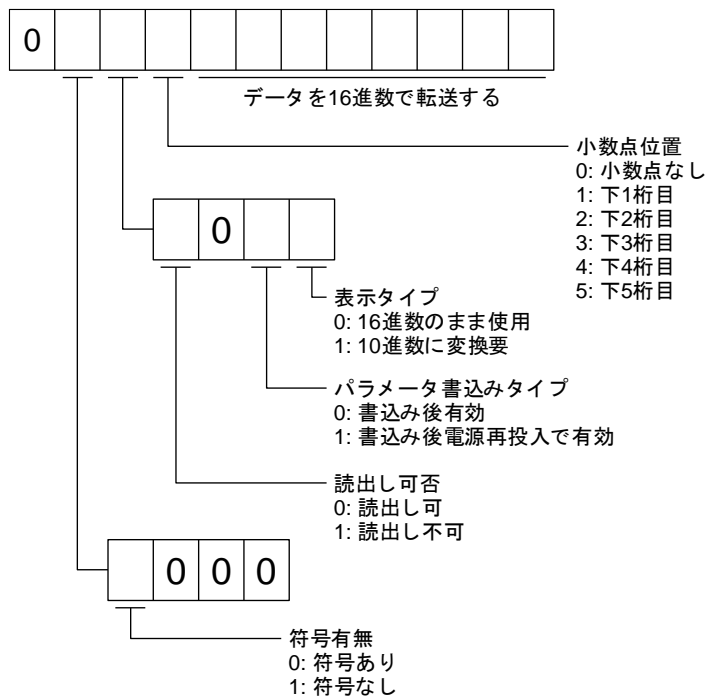 0
データを16進数で転送する
小数点位置
0: 小数点なし
1: 下1桁目
2: 下2桁目
3: 下3桁目
4: 下4桁目
5: 下5桁目
0
表示タイプ
0: 16進数のまま使用
1: 10進数に変換要
パラメータ書込みタイプ
0: 書込み後有効
1: 書込み後電源再投入で有効
読出し可否
0: 読出し可
1: 読出し不可
0 0 0
符号有無
0: 符号あり
1: 符号なし